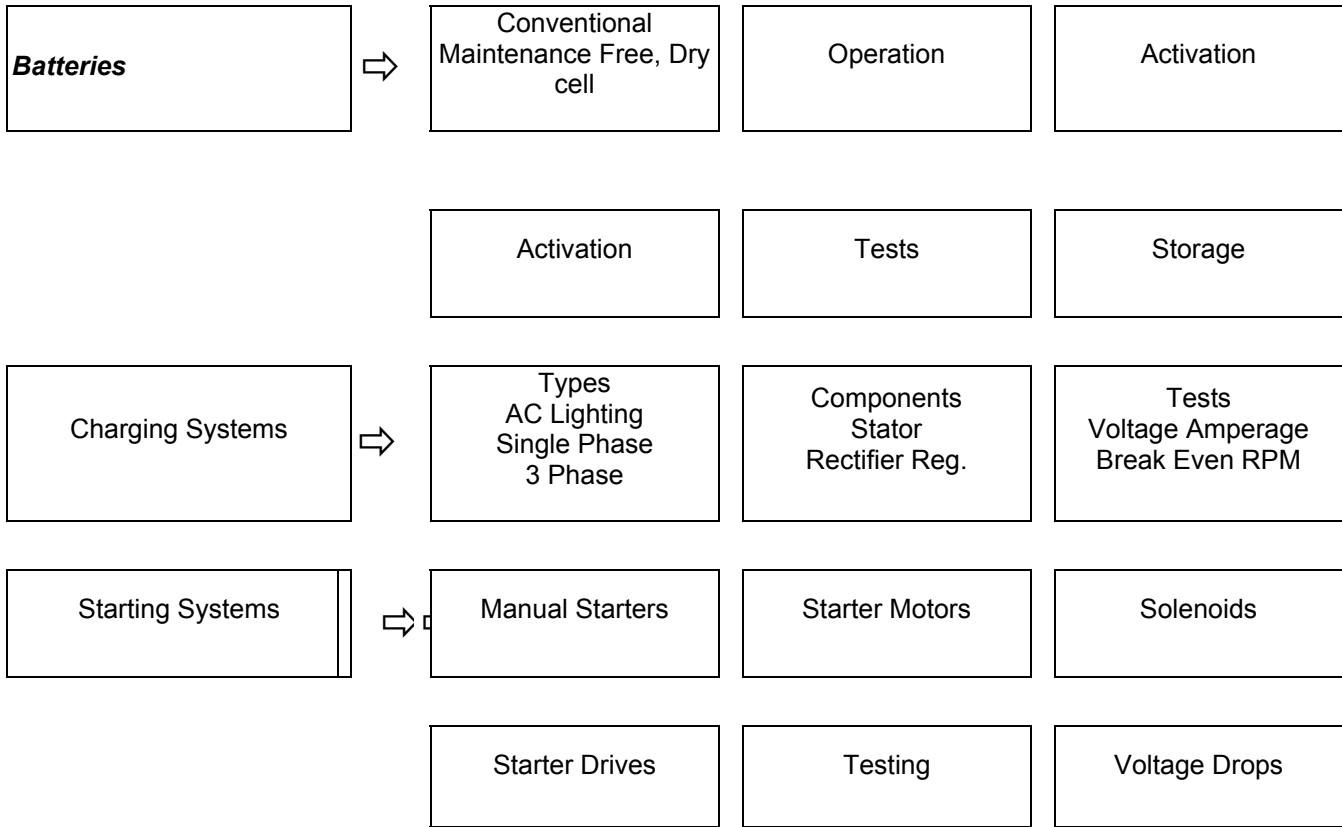 Batteries
Conventional
Maintenance Free, Dry
cell
Operation
Activation
Activation
Tests
Storage
Charging Systems
Types
AC Lighting
Single Phase
3 Phase
Components
Stator
Rectifier Reg.
Tests
Voltage Amperage
Break Even RPM
Starting Systems
Manual Starters
Starter Motors
Solenoids
Starter Drives
Testing
Voltage Drops